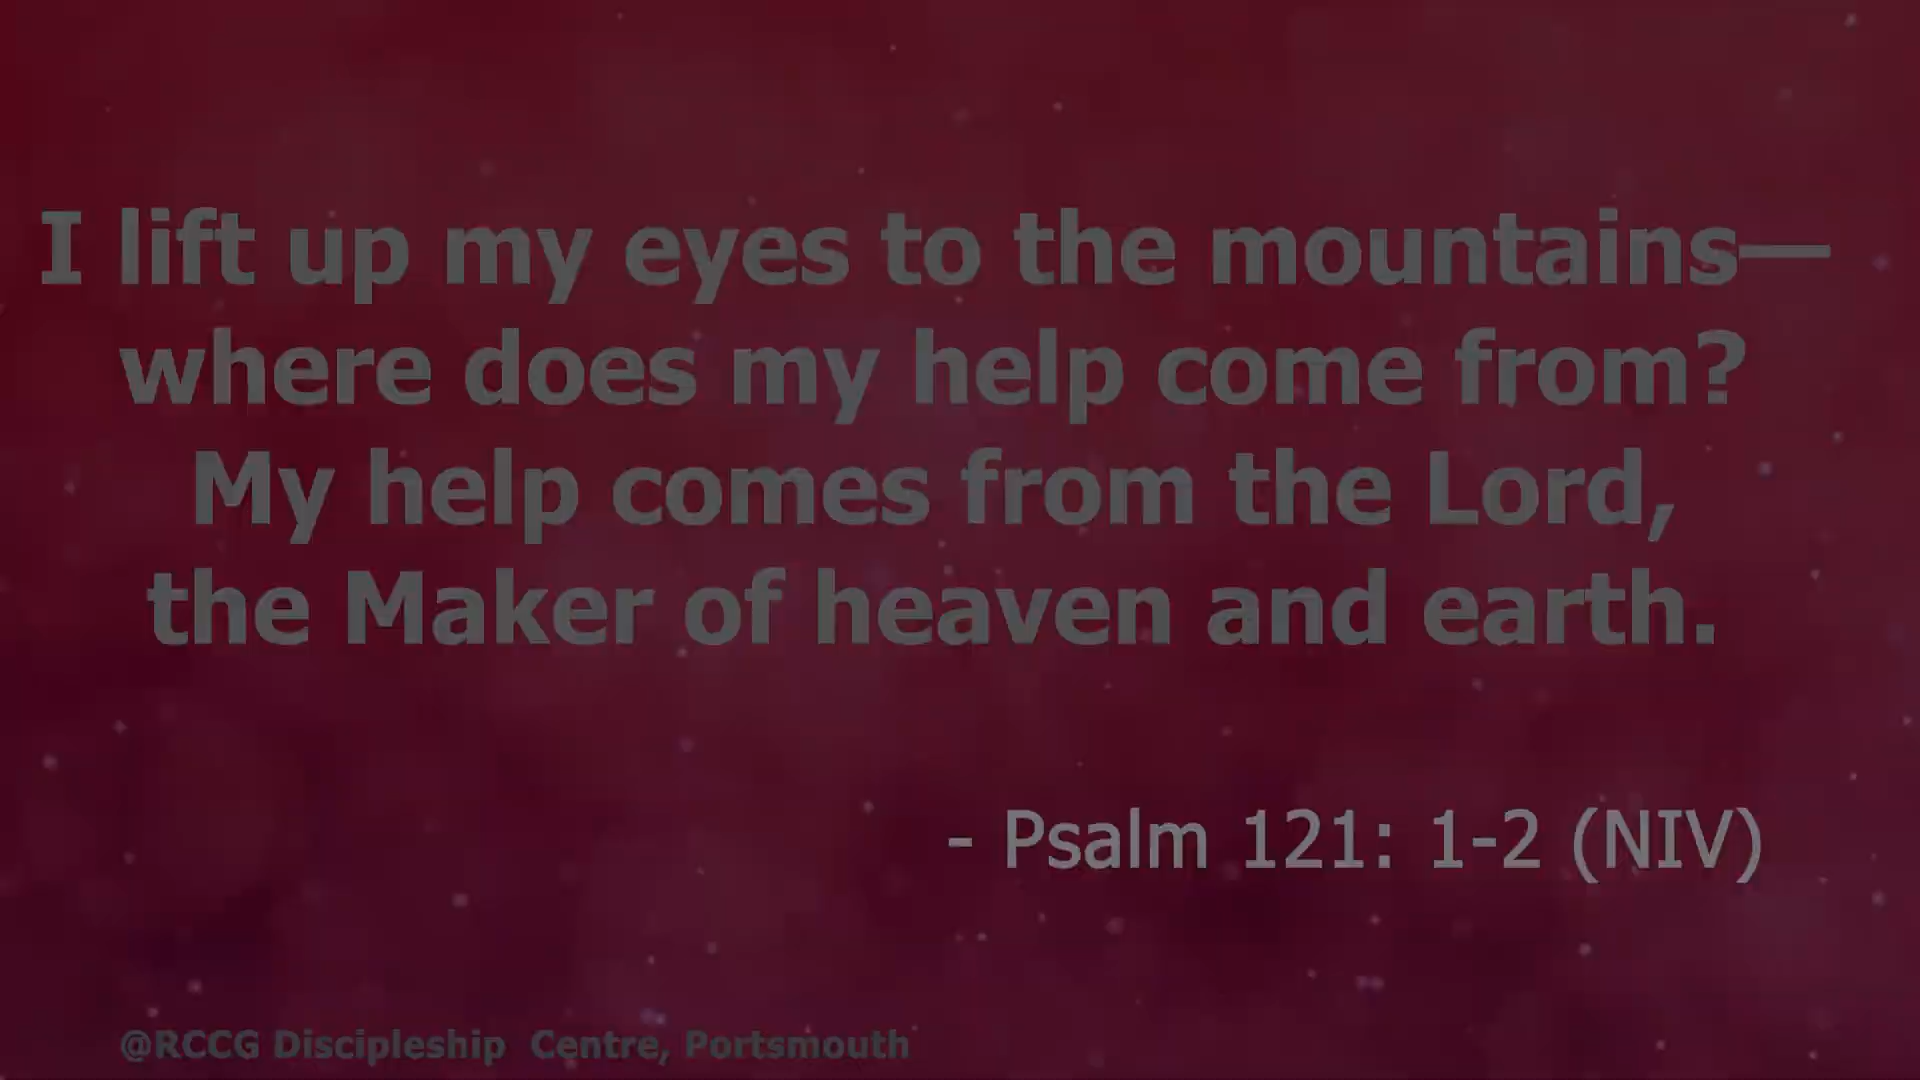 I lift up my eyes to the mountains—
where does my help come from?
My help comes from the Lord,
the Maker of heaven and earth.
- Psalm 121: 1-2 (NIV)
@RCCG Discipleship Centre, Portsmouth